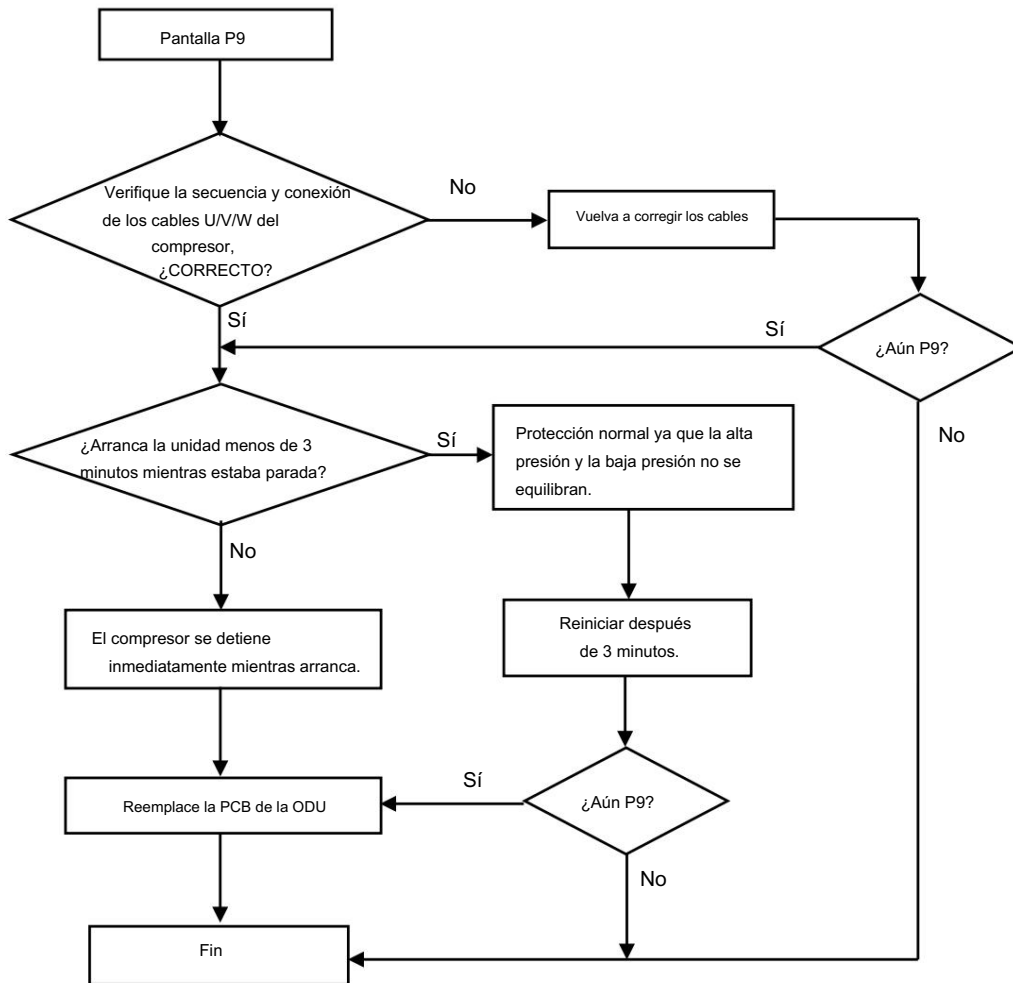 Pantalla P9
Verifique la secuencia y conexión
de los cables U/V/W del
compresor,
¿CORRECTO?
No
Vuelva a corregir los cables
Sí
Sí
¿Aún P9?
No
¿Arranca la unidad menos de 3
minutos mientras estaba parada?
Sí
Protección normal ya que la alta
presión y la baja presión no se
equilibran.
No
El compresor se detiene
inmediatamente mientras arranca.
Reiniciar después
de 3 minutos.
Reemplace la PCB de la ODU
Sí
¿Aún P9?
No
Fin